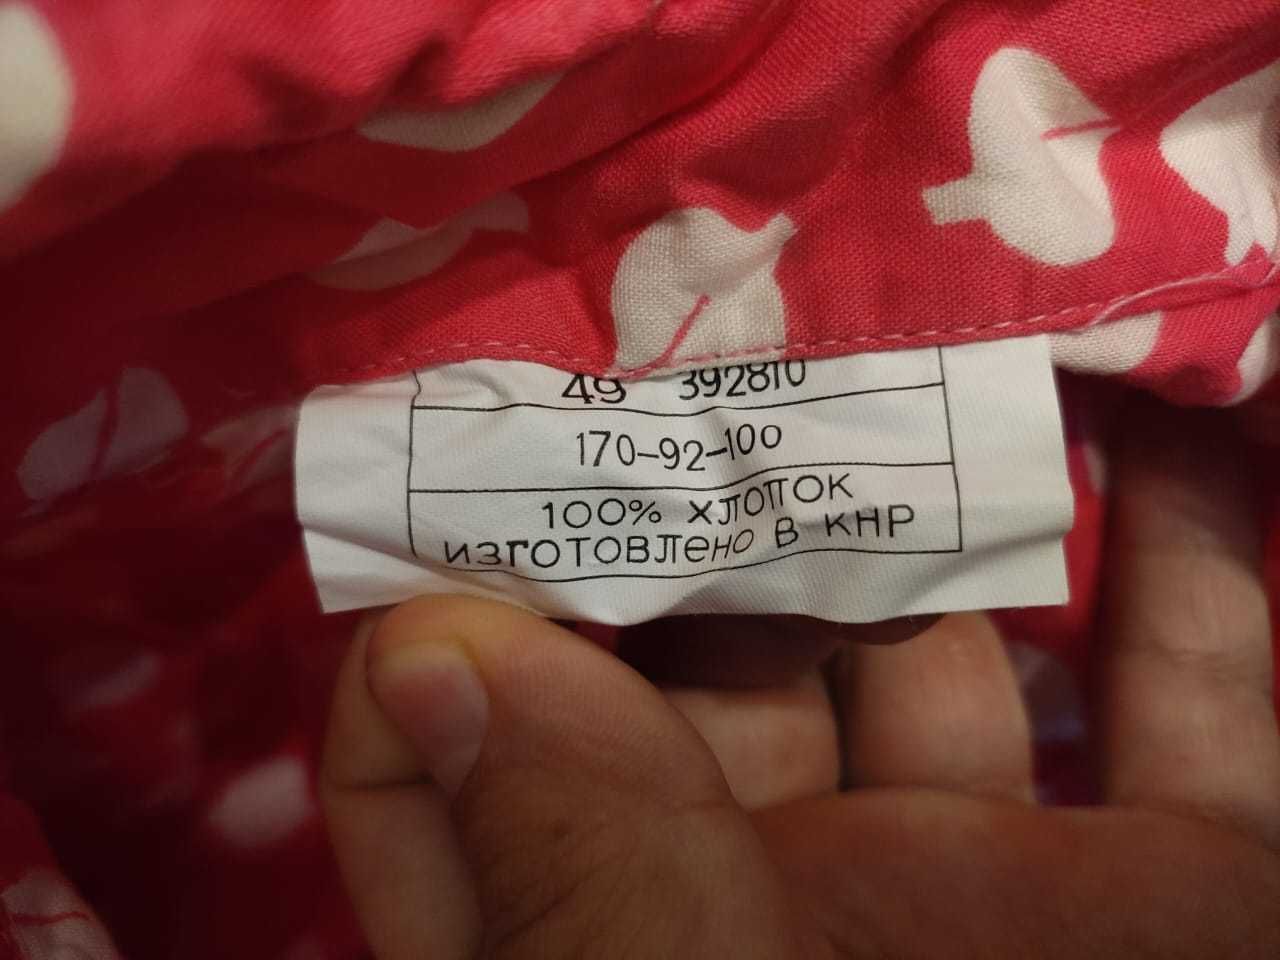 49 392810
170-92-100
100% хлопок
изготовлено в КНР